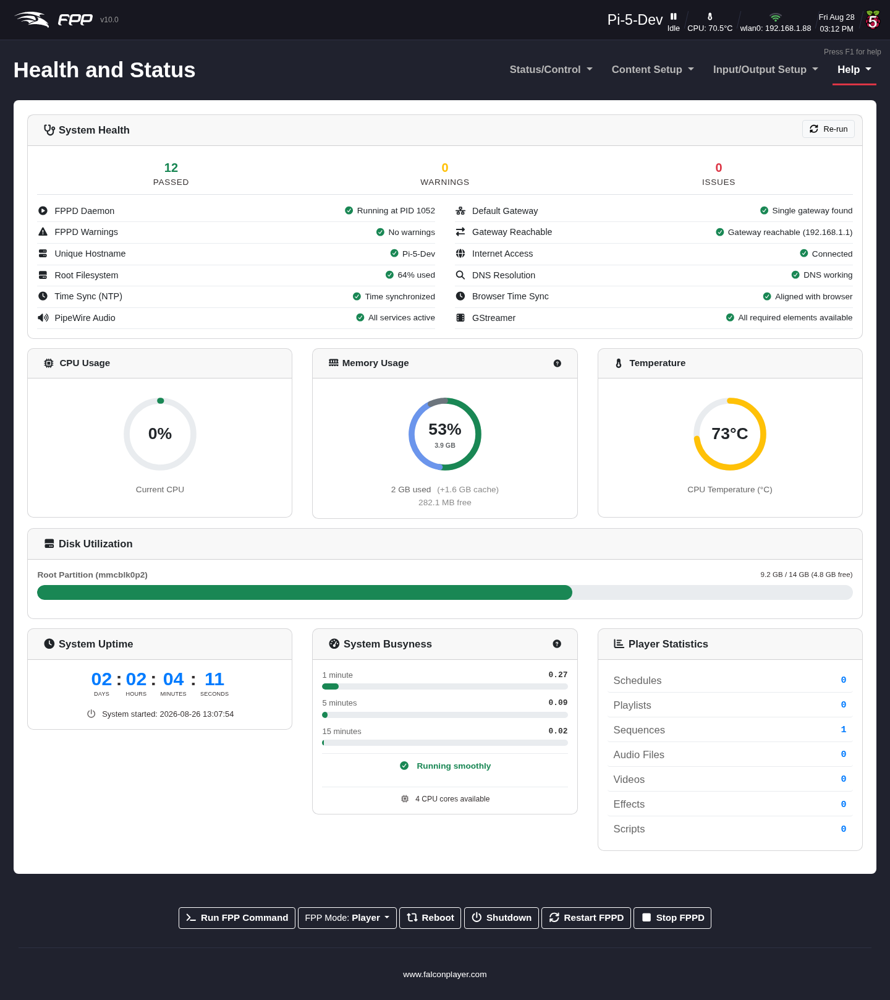 FPP v10.0
Pi-5-Dev
Idle
CPU: 70.5°C
wlan0: 192.168.1.88
Fri Aug 28
03:12 PM
5
Press F1 for help
Health and Status
Status/Control
Content Setup
Input/Output Setup
Help
System Health
Re-run
12
PASSED
0
WARNINGS
0
ISSUES
FPPD Daemon Running at PID 1052
FPPD Warnings No warnings
Unique Hostname Pi-5-Dev
Root Filesystem 64% used
Time Sync (NTP) Time synchronized
PipeWire Audio All services active
Default Gateway Single gateway found
Gateway Reachable Gateway reachable (192.168.1.1)
Internet Access Connected
DNS Resolution DNS working
Browser Time Sync Aligned with browser
GStreamer All required elements available
CPU Usage
0%
Current CPU
Memory Usage
53%
3.9 GB
2 GB used (+1.6 GB cache)
282.1 MB free
Temperature
73°C
CPU Temperature (°C)
Disk Utilization
Root Partition (mmcblk0p2) 9.2 GB / 14 GB (4.8 GB free)
System Uptime
02 : 02 : 04 : 11
DAYS HOURS MINUTES SECONDS
System started: 2026-08-26 13:07:54
System Busyness
1 minute 0.27
5 minutes 0.09
15 minutes 0.02
Running smoothly
4 CPU cores available
Player Statistics
Schedules 0
Playlists 0
Sequences 1
Audio Files 0
Videos 0
Effects 0
Scripts 0
Run FPP Command
FPP Mode: Player
Reboot
Shutdown
Restart FPPD
Stop FPPD
www.falconplayer.com